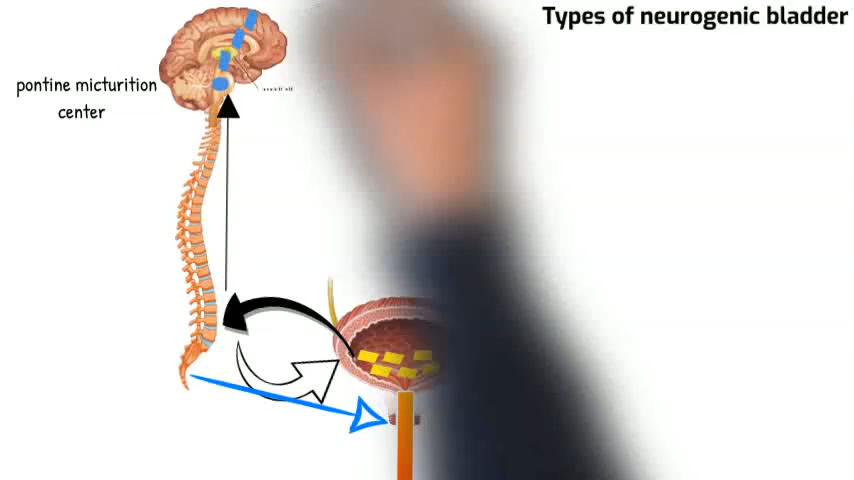 Types of neurogenic bladder
pontine micturition
center